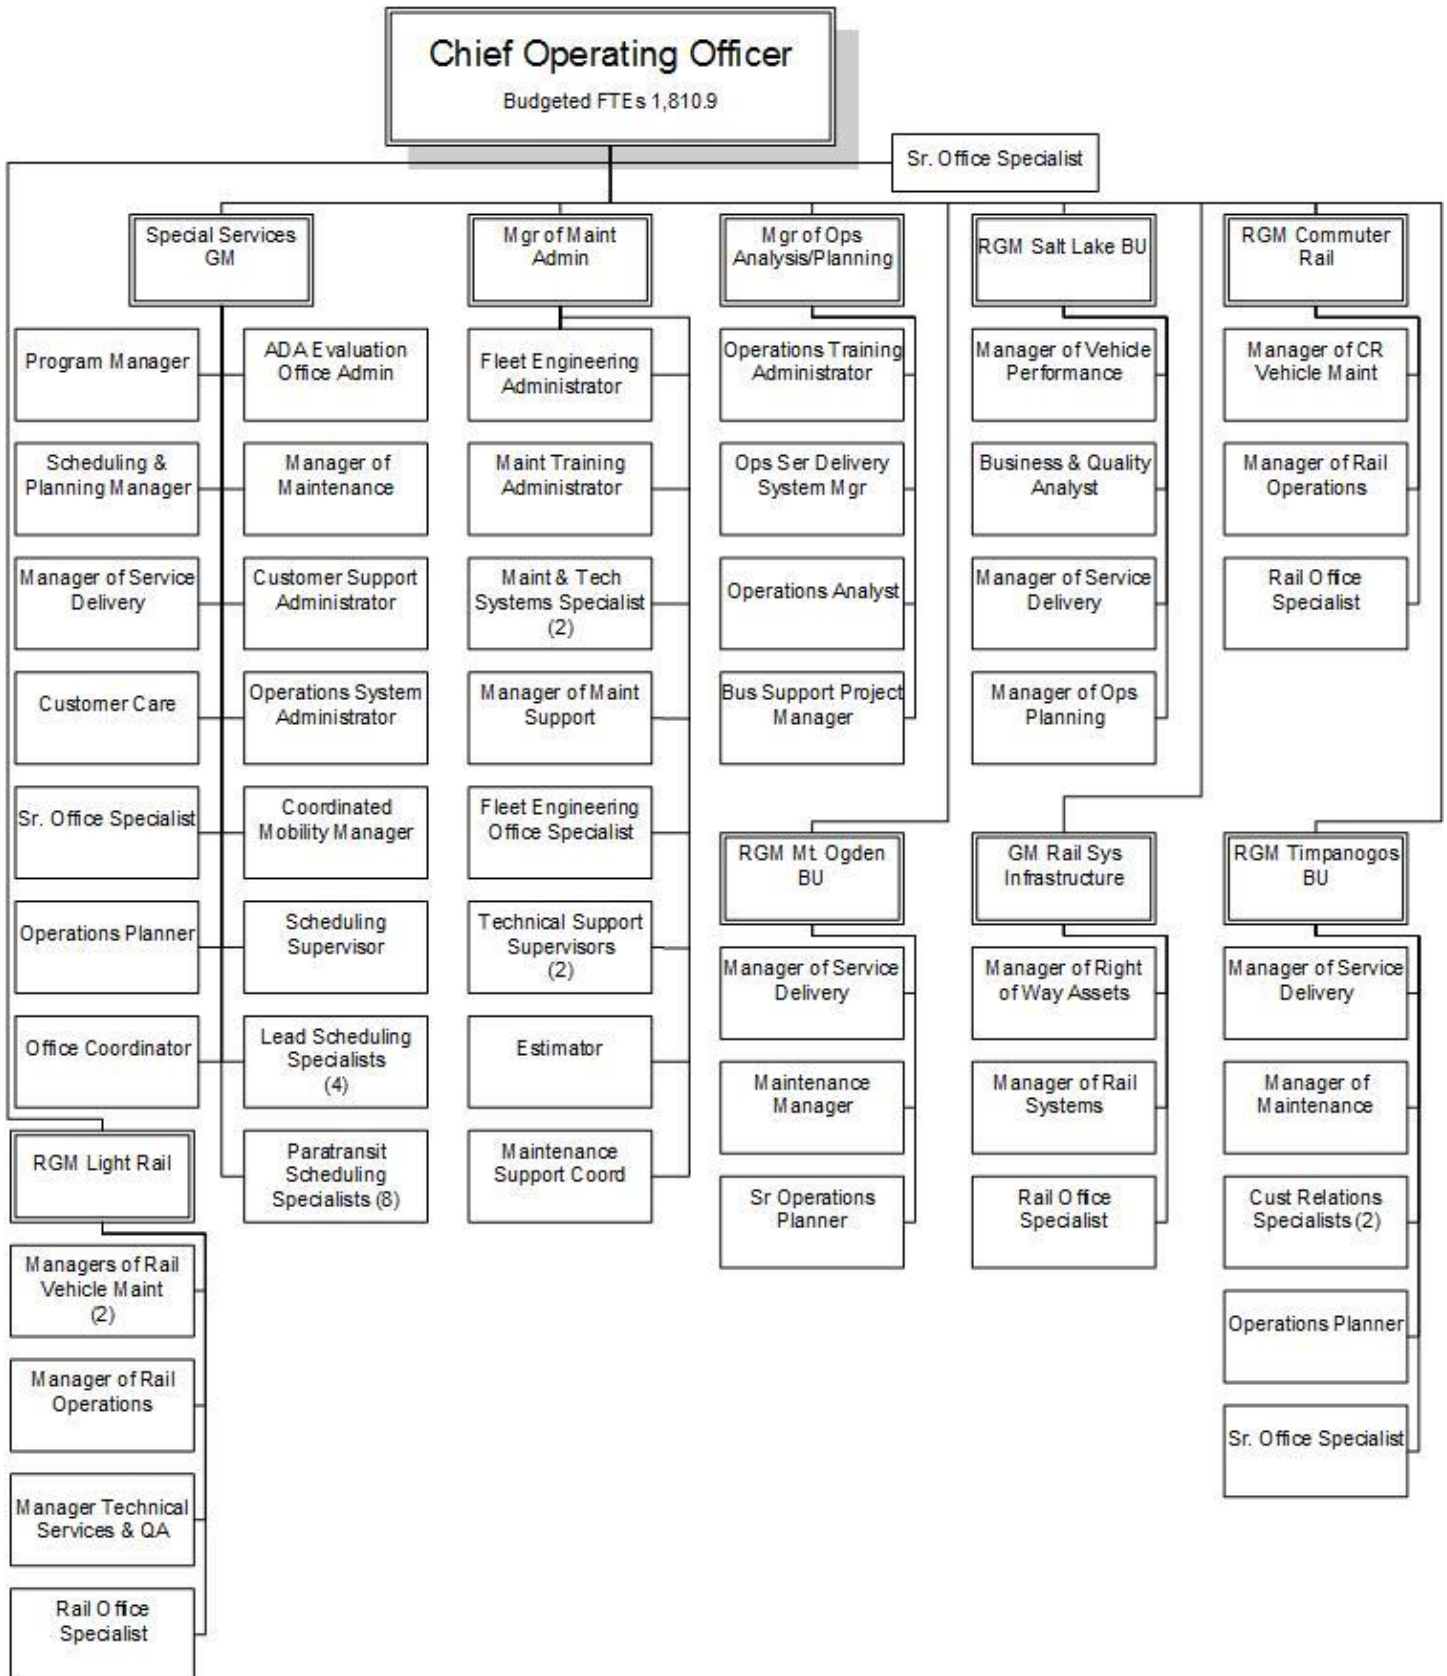 Chief Operating Officer
Budgeted FTEs 1,810.9
Sr. Office Specialist
Special Services
GM
Program Manager
ADA Evaluation
Office Admin
Scheduling &
Planning Manager
Manager of
Maintenance
Manager of Service
Delivery
Customer Support
Administrator
Customer Care
Operations System
Administrator
Sr. Office Specialist
Coordinated
Mobility Manager
Operations Planner
Scheduling
Supervisor
Office Coordinator
Lead Scheduling
Specialists
(4)
Paratransit
Scheduling
Specialists (8)
Mgr of Maint
Admin
Fleet Engineering
Administrator
Maint Training
Administrator
Maint & Tech
Systems Specialist
(2)
Manager of Maint
Support
Fleet Engineering
Office Specialist
Technical Support
Supervisors
(2)
Estimator
Maintenance
Support Coord
Mgr of Ops
Analysis/Planning
Operations Training
Administrator
Ops Ser Delivery
System Mgr
Operations Analyst
Bus Support Project
Manager
RGM Salt Lake BU
Manager of Vehicle
Performance
Business & Quality
Analyst
Manager of Service
Delivery
Manager of Ops
Planning
RGM Commuter
Rail
Manager of CR
Vehicle Maint
Manager of Rail
Operations
Rail Office
Specialist
RGM Mt. Ogden
BU
Manager of Service
Delivery
Maintenance
Manager
Sr Operations
Planner
GM Rail Sys
Infrastructure
Manager of Right
of Way Assets
Manager of Rail
Systems
Rail Office
Specialist
RGM Timpanogos
BU
Manager of Service
Delivery
Manager of
Maintenance
Cust Relations
Specialists (2)
Operations Planner
Sr. Office Specialist
RGM Light Rail
Managers of Rail
Vehicle Maint
(2)
Manager of Rail
Operations
Manager Technical
Services & QA
Rail Office
Specialist